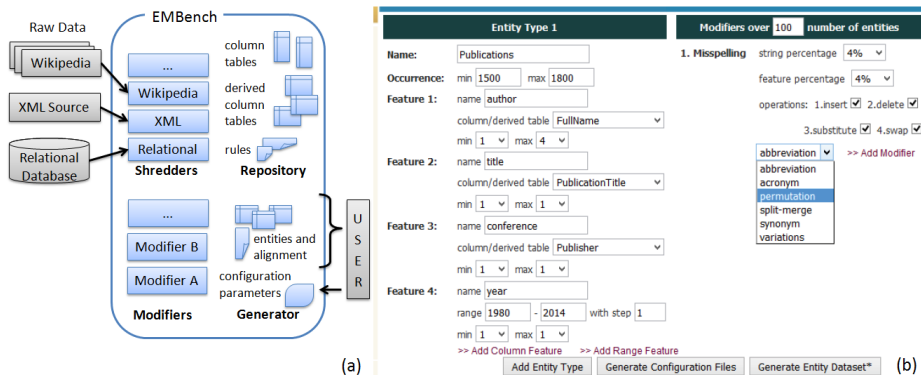 Raw Data
EMBench
Wikipedia
XML Source
Relational
Database
...
Wikipedia
XML
Relational
Shredders
column
tables
derived
column
tables
rules
Repository
...
Modifier B
Modifier A
Modifiers
entities and
alignment
configuration
parameters
Generator
USER
(a)
Entity Type 1
Name: Publications
Occurrence: min 1500 max 1800
Feature 1: name author
column/derived table FullName
min 1 max 4
Feature 2: name title
column/derived table PublicationTitle
min 1 max 1
Feature 3: name conference
column/derived table Publisher
min 1 max 1
Feature 4: name year
range 1980 - 2014 with step 1
min 1 max 1
>> Add Column Feature >> Add Range Feature
Modifiers over 100 number of entities
1. Misspelling string percentage 4%
feature percentage 4%
operations: 1.insert 2.delete
3.substitute 4.swap
abbreviation >> Add Modifier
abbreviation
acronym
permutation
split-merge
synonym
variations
Add Entity Type Generate Configuration Files Generate Entity Dataset*
(b)